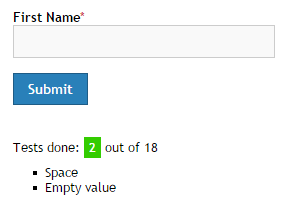 First Name*
Submit
Tests done: 2 out of 18
Space
Empty value